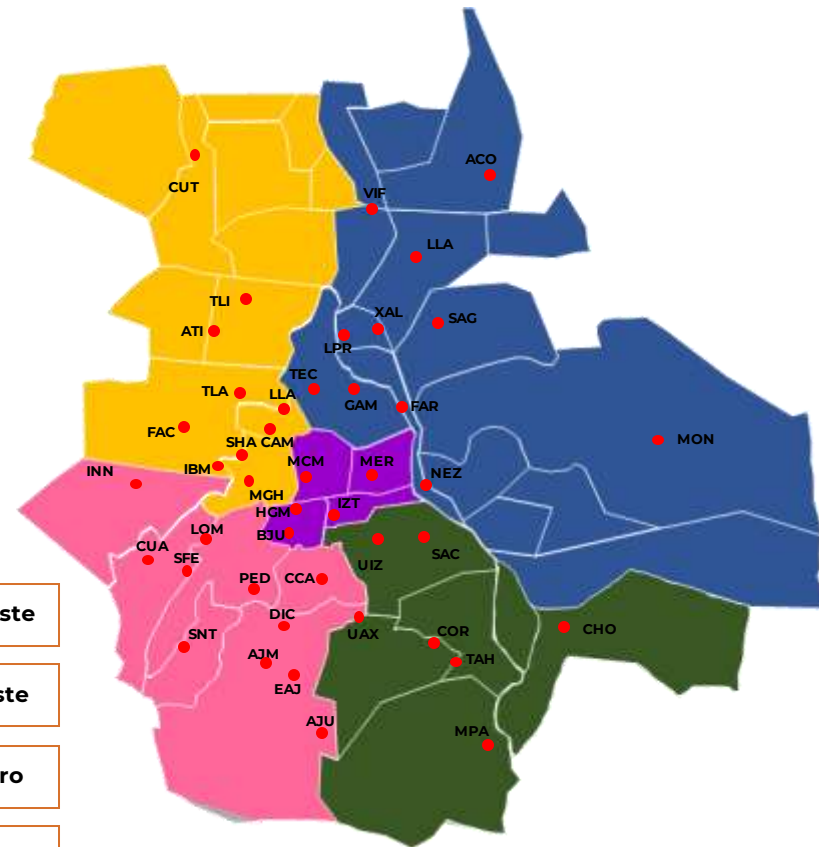 ACO
CUT
VIF
LLA
TLI
XAL
SAG
ATI
LPR
TEC
TLA
LLA
GAM
FAR
FAC
SHA CAM
MON
INN
IBM
MCM
MER
NEZ
MGH
IZT
HGM
LOM
BJU
CUA
SAC
SFE
UIZ
PED
CCA
ste
DIC
CHO
SNT
UAX
COR
AJM
TAH
EAJ
ste
AJU
MPA
ro